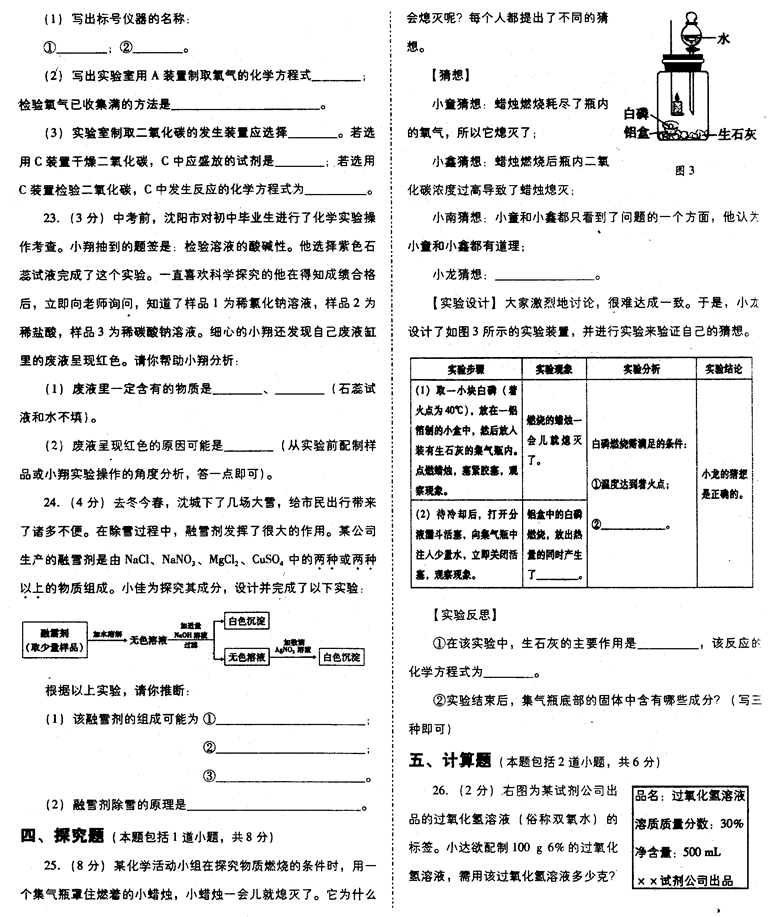 (1) 写出标号仪器的名称：
①________；②________。
(2) 写出实验室用 A 装置制取氧气的化学方程式________；
检验氧气已收集满的方法是________________________。
(3) 实验室制取二氧化碳的发生装置应选择________。若选
用 C 装置干燥二氧化碳，C 中应盛放的试剂是________；若选用
C 装置检验二氧化碳，C 中发生反应的化学方程式为__________。
23. (3 分) 中考前，沈阳市对初中毕业生进行了化学实验操
作考查。小翔抽到的题签是：检验溶液的酸碱性。他选择紫色石
蕊试液完成了这个实验。一直喜欢科学探究的他在得知成绩合格
后，立即向老师询问，知道了样品 1 为稀氯化钠溶液，样品 2 为
稀盐酸，样品 3 为稀碳酸钠溶液。细心的小翔还发现自己废液缸
里的废液呈现红色。请你帮助小翔分析：
(1) 废液里一定含有的物质是________、________ (石蕊试
液和水不填)。
(2) 废液呈现红色的原因可能是________ (从实验前配制样
品或小翔实验操作的角度分析，答一点即可)。
24. (4 分) 去冬今春，沈城下了几场大雪，给市民出行带来
了诸多不便。在除雪过程中，融雪剂发挥了很大的作用。某公司
生产的融雪剂是由 NaCl、NaNO₃、MgCl₂、CuSO₄ 中的两种或两种
以上的物质组成。小佳为探究其成分，设计并完成了以下实验：
融雪剂
(取少量样品)
加水溶解
无色溶液
加适量
NaOH 溶液
过滤
白色沉淀
无色溶液
加数滴
AgNO₃ 溶液
白色沉淀
根据以上实验，请你推断：
(1) 该融雪剂的组成可能为 ①________________________；
②________________________；
③________________________。
(2) 融雪剂除雪的原理是____________________________。
四、探究题 (本题包括 1 道小题，共 8 分)
25. (8 分) 某化学活动小组在探究物质燃烧的条件时，用一
个集气瓶罩住燃着的小蜡烛，小蜡烛一会儿就熄灭了。它为什么
会熄灭呢？每个人都提出了不同的猜
想。
【猜想】
小童猜想：蜡烛燃烧耗尽了瓶内
的氧气，所以它熄灭了；
小鑫猜想：蜡烛燃烧后瓶内二氧
化碳浓度过高导致了蜡烛熄灭；
水
白磷
铝盒
生石灰
图 3
小南猜想：小童和小鑫都只看到了问题的一个方面，他认为
小童和小鑫都有道理；
小龙猜想：________________。
【实验设计】大家激烈地讨论，很难达成一致。于是，小龙
设计了如图 3 所示的实验装置，并进行实验来验证自己的猜想。
实验步骤 实验现象 实验分析 实验结论
(1) 取一小块白磷（着
火点为 40℃），放在一铝
箔制的小盒中，然后放入
装有生石灰的集气瓶内。
点燃蜡烛，塞紧胶塞，观
察现象。
燃烧的蜡烛一
会儿就熄灭
了。
(2) 待冷却后，打开分
液漏斗活塞，向集气瓶中
注入少量水，立即关闭活
塞，观察现象。
铝盒中的白磷
燃烧，放出热
量的同时产生
了______。
白磷燃烧需满足的条件：
①温度达到着火点；
②__________。
小龙的猜想
是正确的。
【实验反思】
①在该实验中，生石灰的主要作用是__________，该反应的
化学方程式为________。
②实验结束后，集气瓶底部的固体中含有哪些成分？(写三
种即可)
五、计算题 (本题包括 2 道小题，共 6 分)
26. (2 分) 右图为某试剂公司出
品的过氧化氢溶液（俗称双氧水）的
标签。小达欲配制 100 g 6% 的过氧化
氢溶液，需用该过氧化氢溶液多少克？
品名：过氧化氢溶液
溶质质量分数：30%
净含量：500 mL
××试剂公司出品